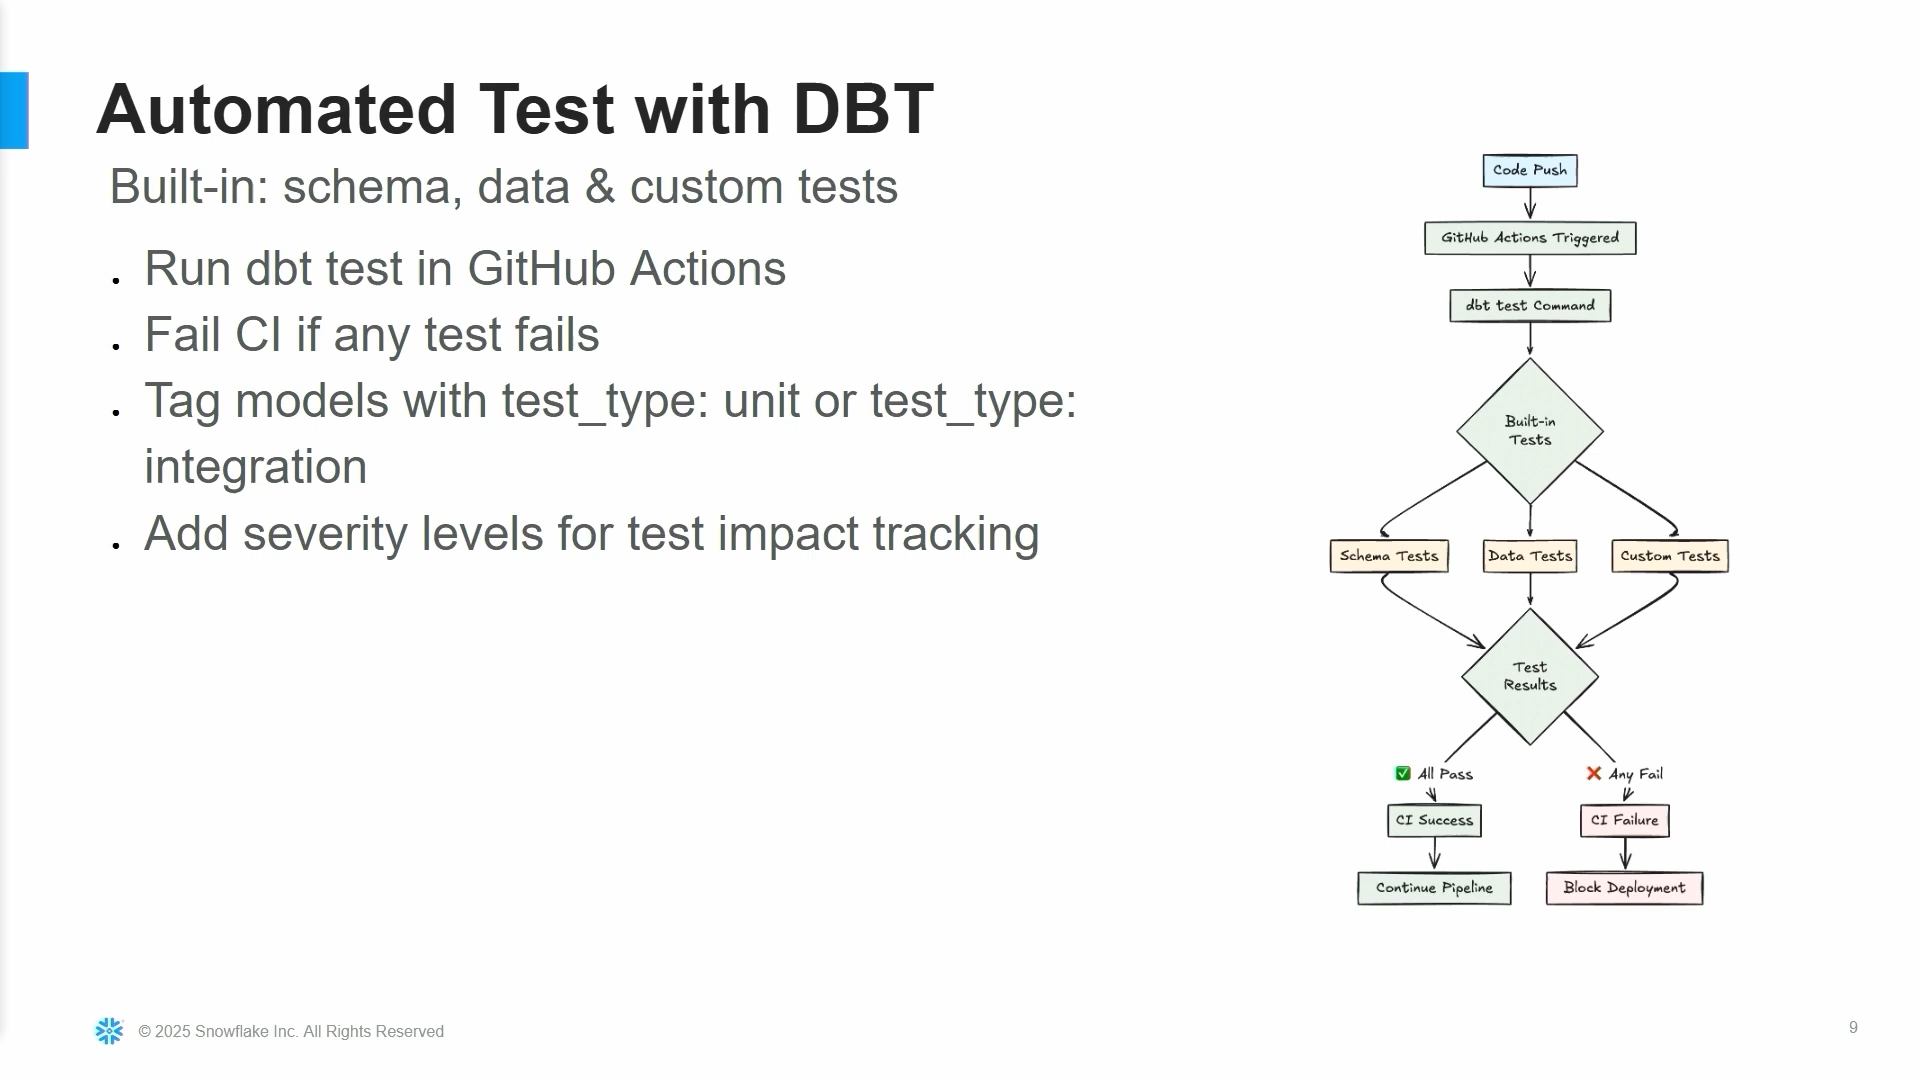 Automated Test with DBT
Built-in: schema, data & custom tests
Run dbt test in GitHub Actions
Fail CI if any test fails
Tag models with test_type: unit or test_type:
integration
Add severity levels for test impact tracking
Code Push
GitHub Actions Triggered
dbt test Command
Built-in
Tests
Schema Tests
Data Tests
Custom Tests
Test
Results
✅ All Pass
❌ Any Fail
CI Success
CI Failure
Continue Pipeline
Block Deployment
© 2025 Snowflake Inc. All Rights Reserved
9